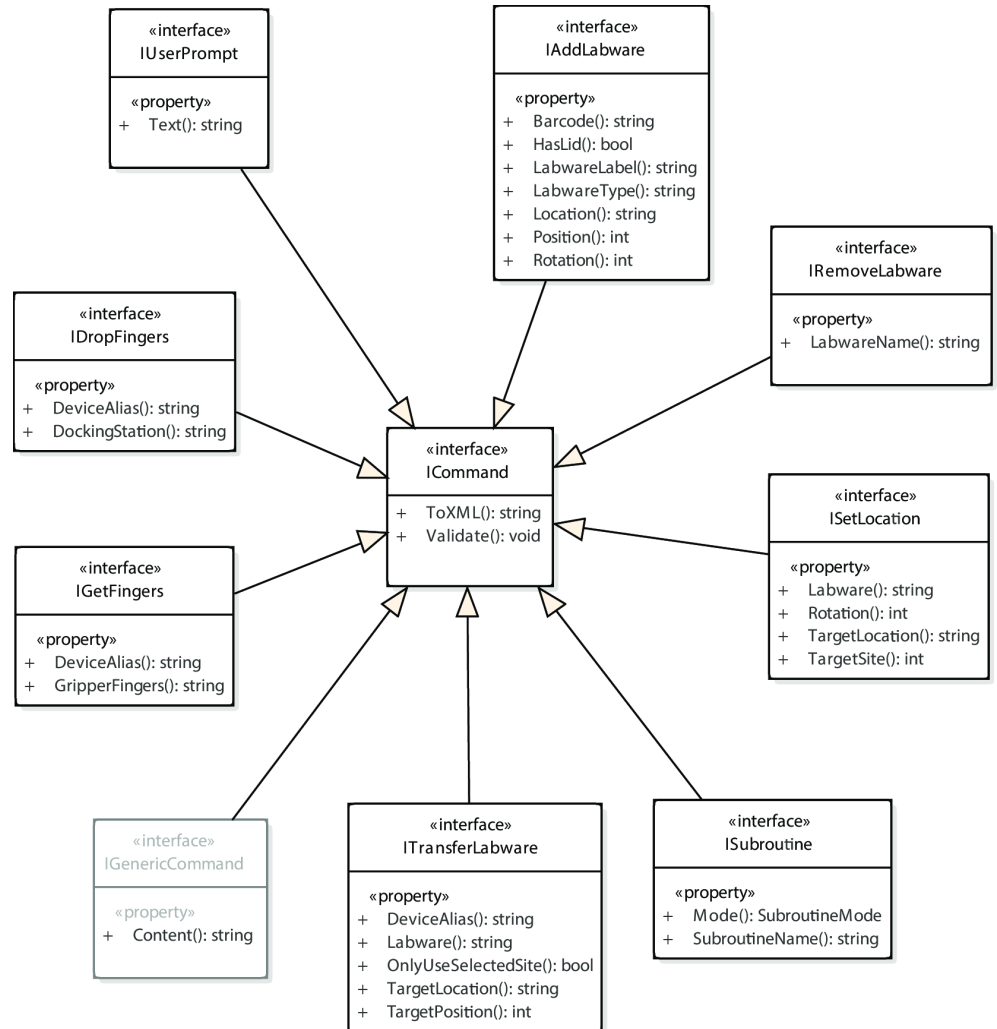 «interface»
IUserPrompt
«property»
+ Text(): string
«interface»
IAddLabware
«property»
+ Barcode(): string
+ HasLid(): bool
+ LabwareLabel(): string
+ LabwareType(): string
+ Location(): string
+ Position(): int
+ Rotation(): int
«interface»
IRemoveLabware
«property»
+ LabwareName(): string
«interface»
IDropFingers
«property»
+ DeviceAlias(): string
+ DockingStation(): string
«interface»
ICommand
+ ToXML(): string
+ Validate(): void
«interface»
ISetLocation
«property»
+ Labware(): string
+ Rotation(): int
+ TargetLocation(): string
+ TargetSite(): int
«interface»
IGetFingers
«property»
+ DeviceAlias(): string
+ GripperFingers(): string
«interface»
IGenericCommand
«property»
+ Content(): string
«interface»
ITransferLabware
«property»
+ DeviceAlias(): string
+ Labware(): string
+ OnlyUseSelectedSite(): bool
+ TargetLocation(): string
+ TargetPosition(): int
«interface»
ISubroutine
«property»
+ Mode(): SubroutineMode
+ SubroutineName(): string